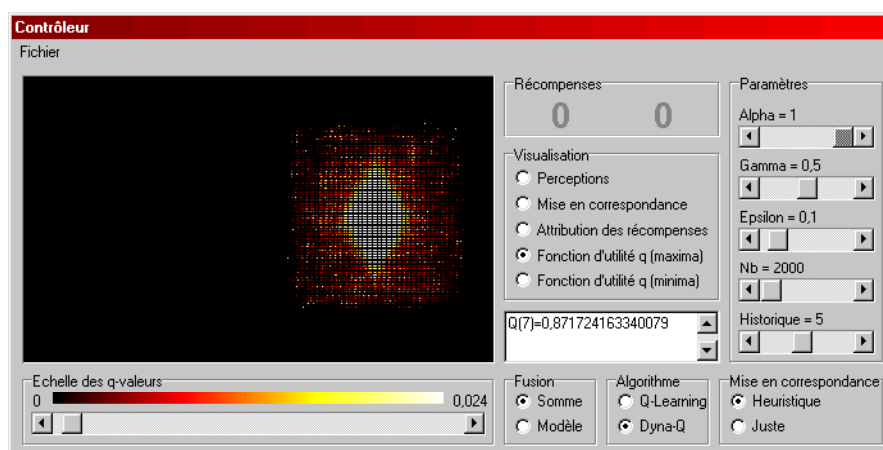 Contrôleur
Fichier
Récompenses
0 0
Visualisation
Perceptions
Mise en correspondance
Attribution des récompenses
Fonction d'utilité q (maxima)
Fonction d'utilité q (minima)
Q(7)=0,871724163340079
Paramètres
Alpha = 1
Gamma = 0,5
Epsilon = 0,1
Nb = 2000
Historique = 5
Echelle des q-valeurs
0 0,024
Fusion
Somme
Modèle
Algorithme
Q-Learning
Dyna-Q
Mise en correspondance
Heuristique
Juste